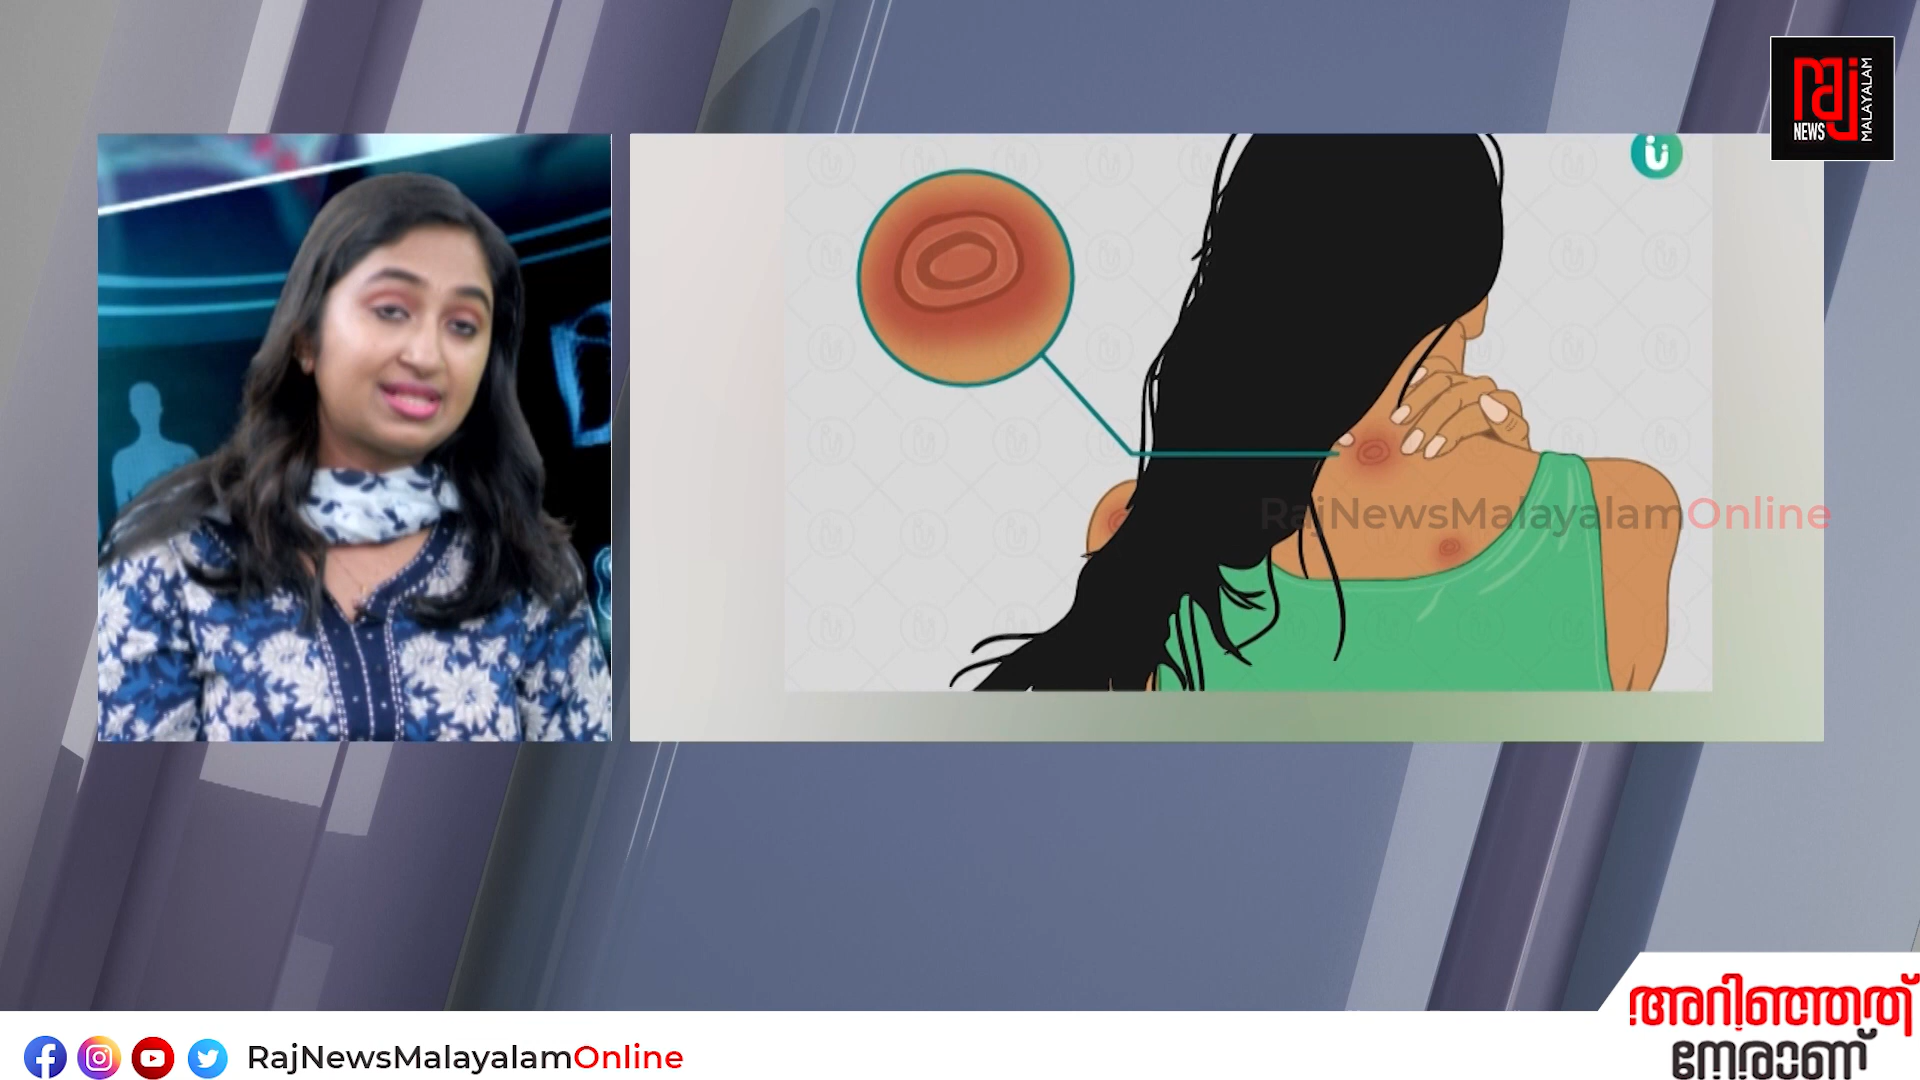 raj
NEWS
MALAYALAM
RajNewsMalayalamOnline
RajNewsMalayalamOnline
അറിഞ്ഞത്
നേരാണ്